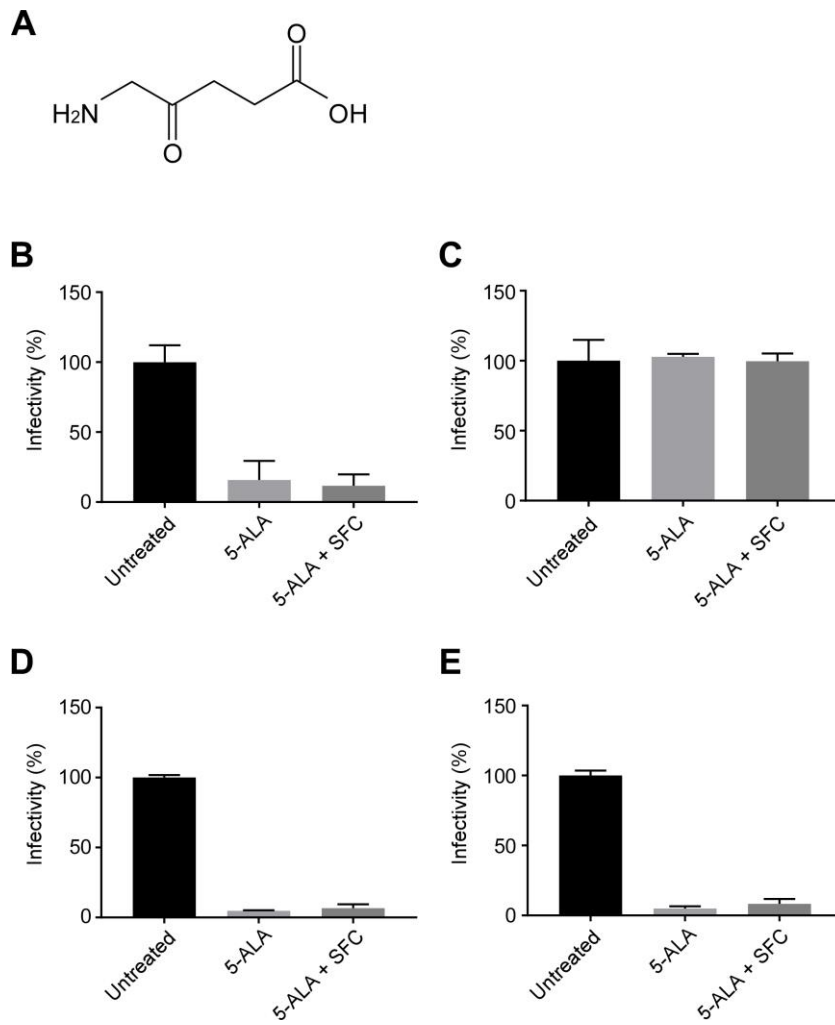 A
O
H2N
OH
O
B
150
100
50
0
Infectivity (%)
Untreated
5-ALA
5-ALA + SFC
C
150
100
50
0
Infectivity (%)
Untreated
5-ALA
5-ALA + SFC
D
150
100
50
0
Infectivity (%)
Untreated
5-ALA
5-ALA + SFC
E
150
100
50
0
Infectivity (%)
Untreated
5-ALA
5-ALA + SFC